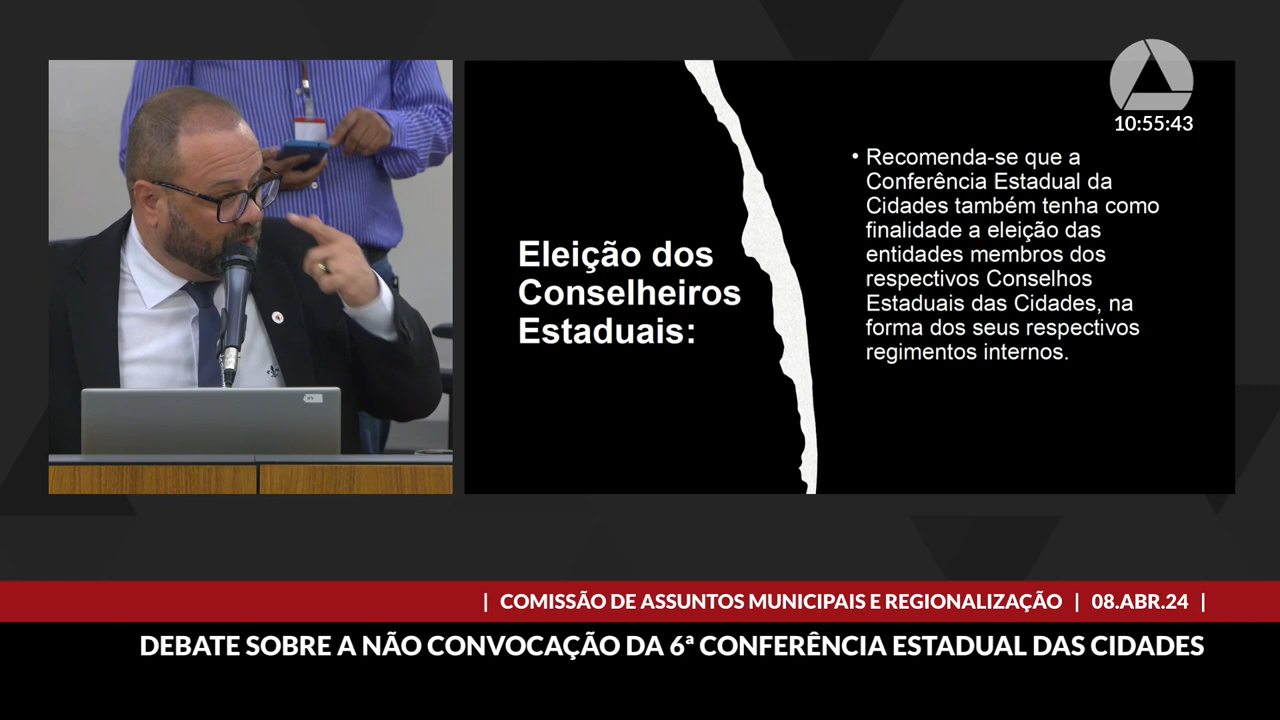 10:55:43
Eleição dos
Conselheiros
Estaduais:
• Recomenda-se que a
Conferência Estadual da
Cidades também tenha como
finalidade a eleição das
entidades membros dos
respectivos Conselhos
Estaduais das Cidades, na
forma dos seus respectivos
regimentos internos.
| COMISSÃO DE ASSUNTOS MUNICIPAIS E REGIONALIZAÇÃO | 08.ABR.24 |
DEBATE SOBRE A NÃO CONVOCAÇÃO DA 6ª CONFERÊNCIA ESTADUAL DAS CIDADES